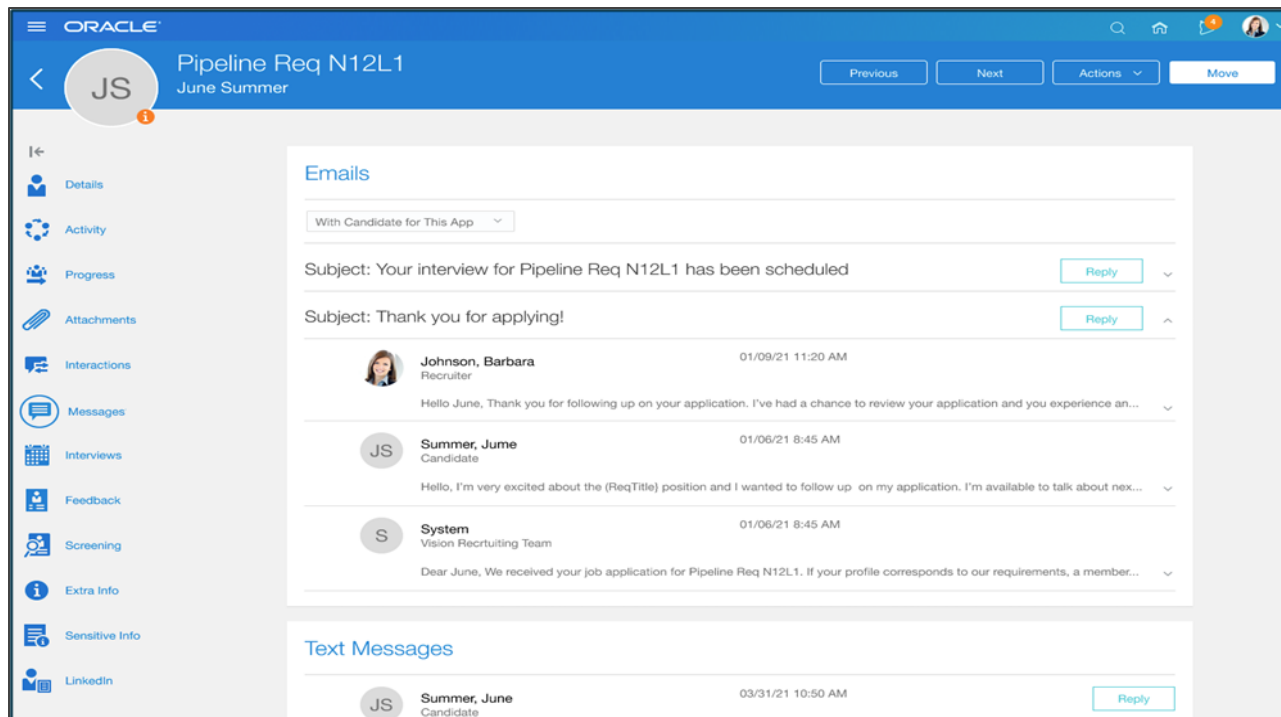 ORACLE
4
JS
Pipeline Req N12L1
June Summer
Previous
Next
Actions
Move
Details
Activity
Progress
Attachments
Interactions
Messages
Interviews
Feedback
Screening
Extra Info
Sensitive Info
LinkedIn
Emails
With Candidate for This App
Subject: Your interview for Pipeline Req N12L1 has been scheduled
Reply
Subject: Thank you for applying!
Reply
Johnson, Barbara
01/09/21 11:20 AM
Recruiter
Hello June, Thank you for following up on your application. I've had a chance to review your application and you experience an...
JS
Summer, Jume
01/06/21 8:45 AM
Candidate
Hello, I'm very excited about the (ReqTitle) position and I wanted to follow up on my application. I'm available to talk about nex...
S
System
01/06/21 8:45 AM
Vision Recrtuiting Team
Dear June, We received your job application for Pipeline Req N12L1. If your profile corresponds to our requirements, a member...
Text Messages
JS
Summer, June
03/31/21 10:50 AM
Candidate
Reply